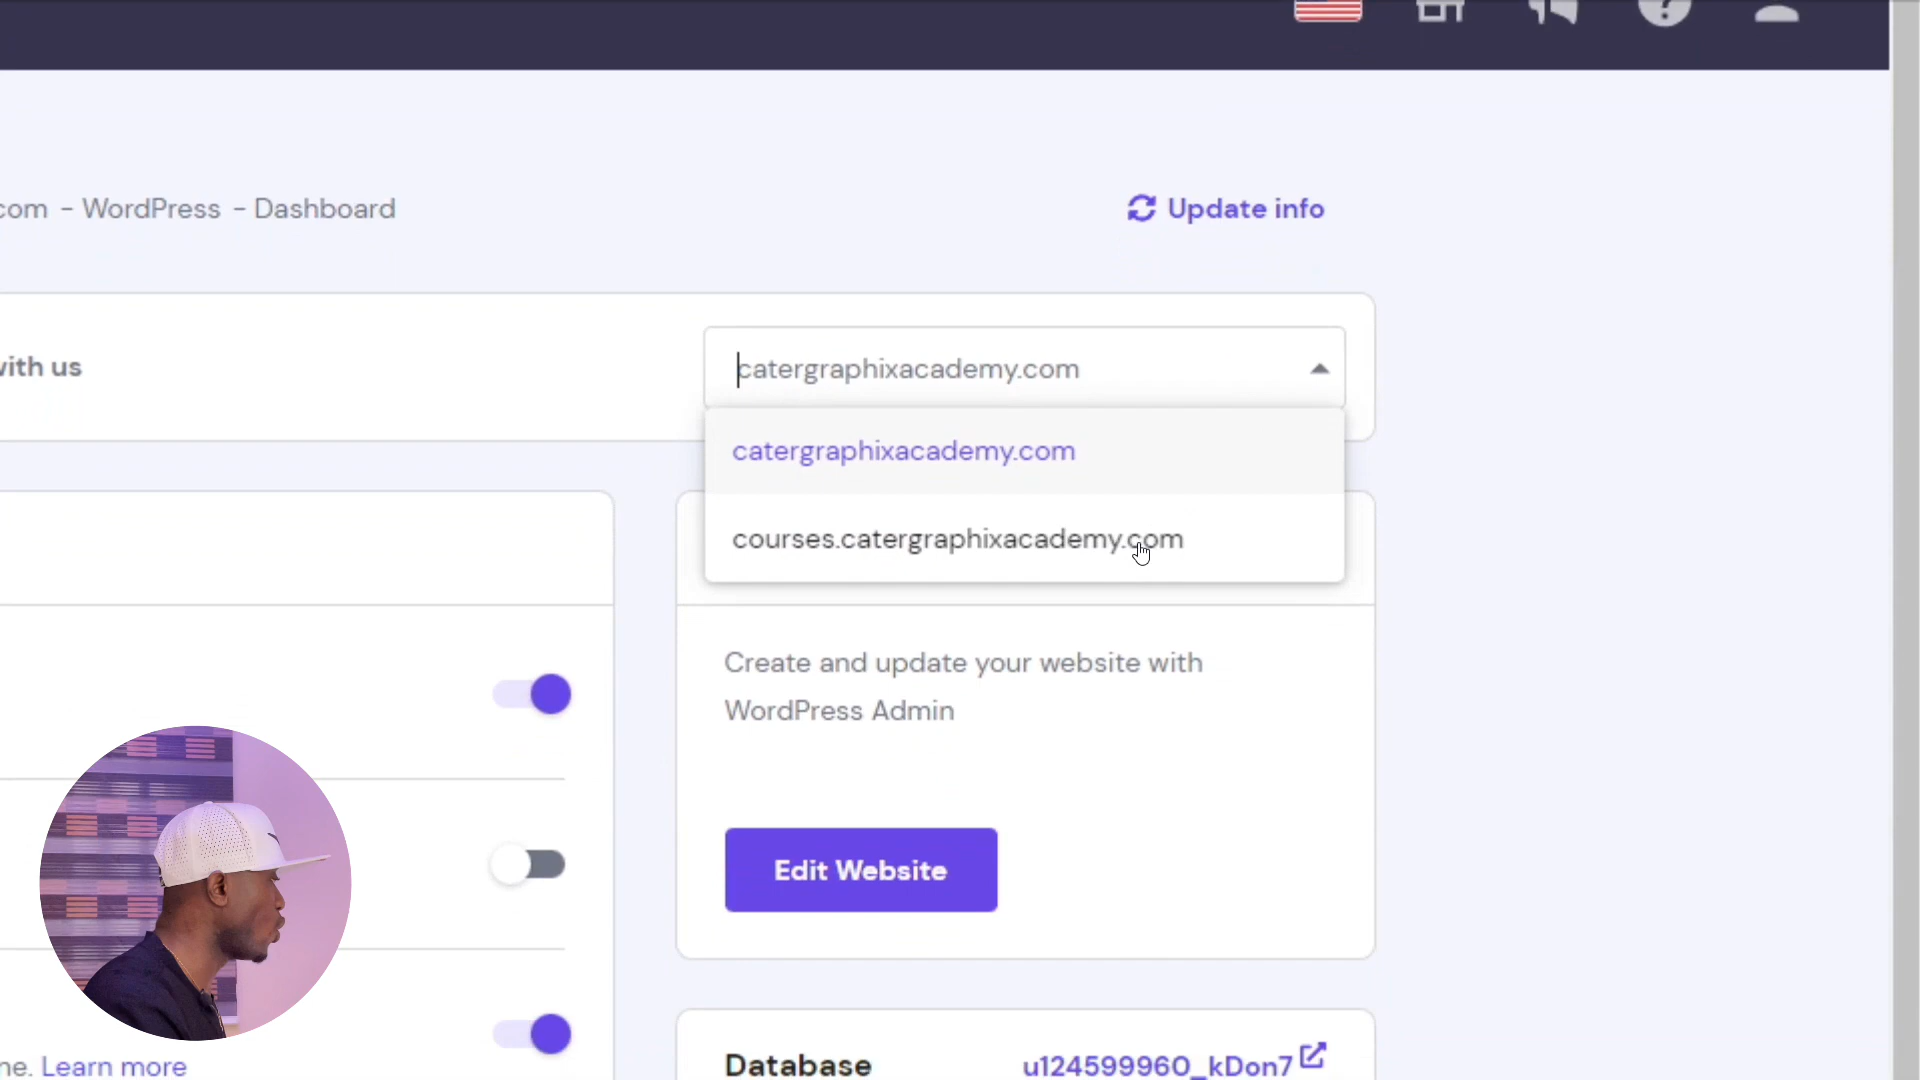 com - WordPress - Dashboard
Update info
with us
catergraphixacademy.com
catergraphixacademy.com
courses.catergraphixacademy.com
Create and update your website with
WordPress Admin
Edit Website
Database
u124599960_kDon7
ne. Learn more